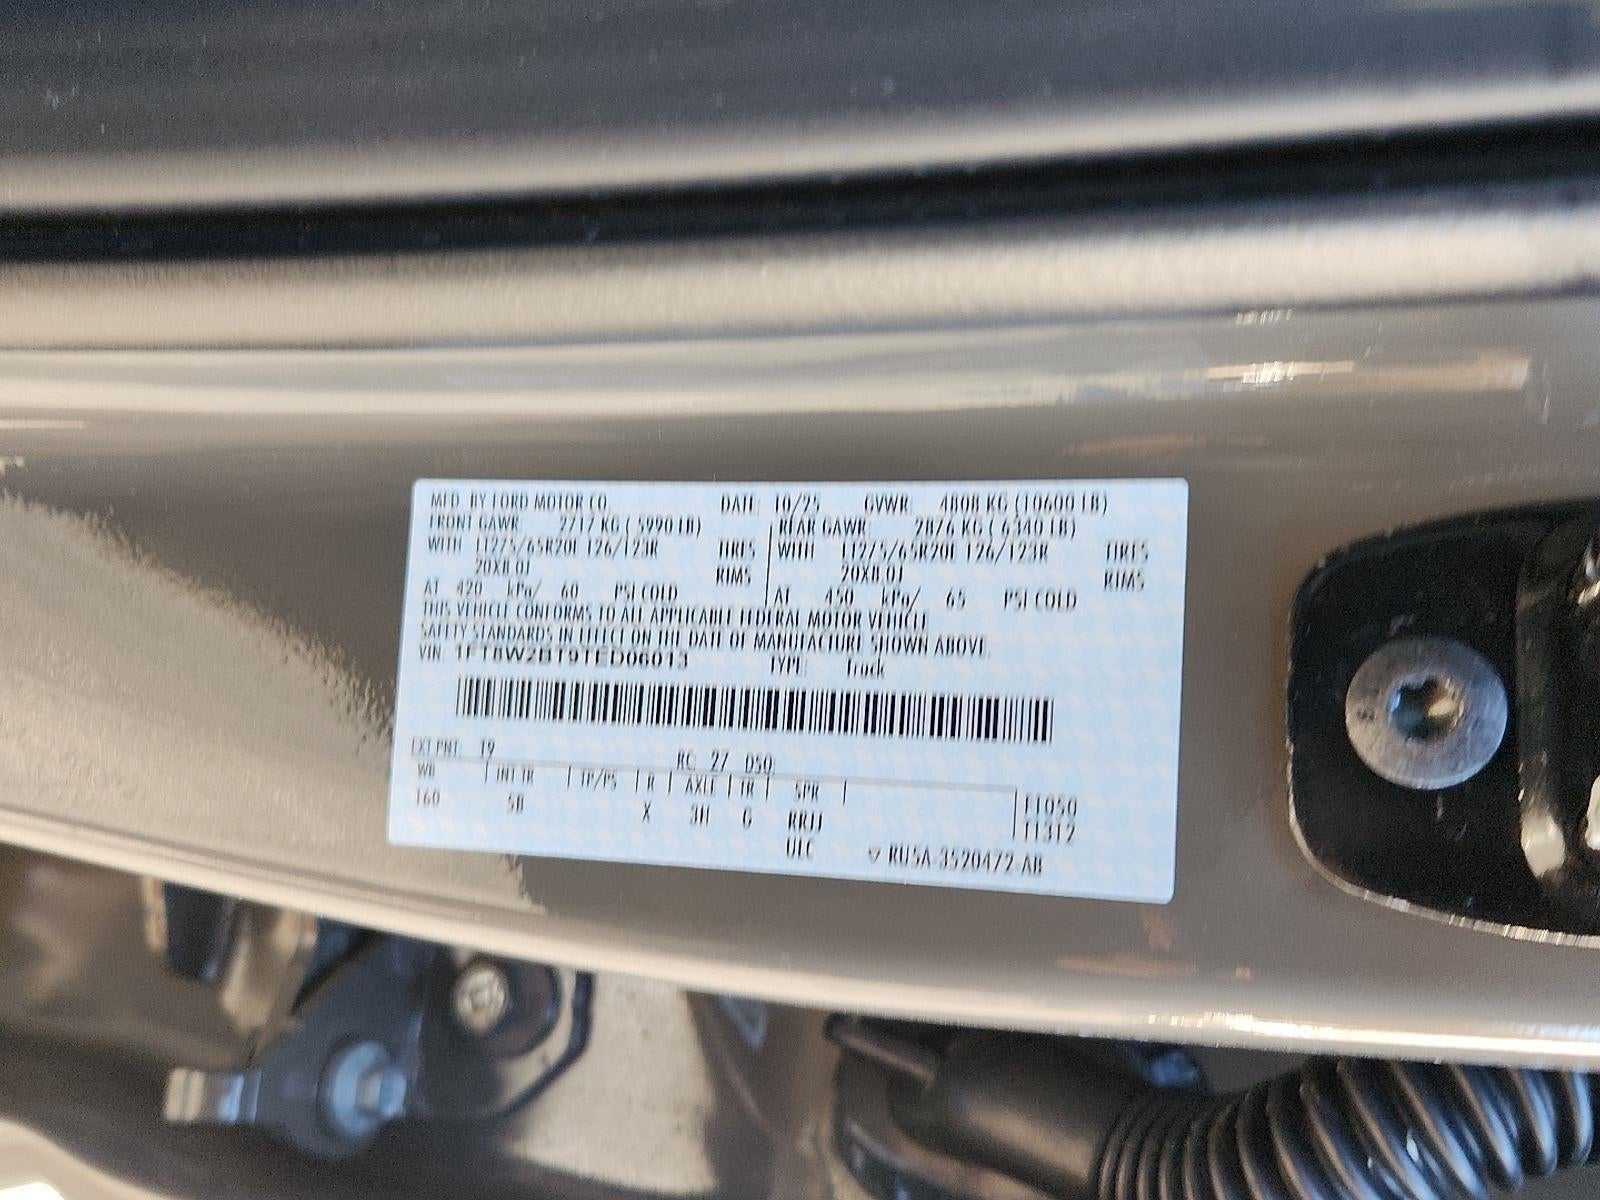 MFD. BY FORD MOTOR CO. DATE: 10/25 GVWR: 4808 KG (10600 LB)
FRONT GAWR: 2717 KG ( 5990 LB) REAR GAWR: 2876 KG ( 6340 LB)
WITH LT275/65R20E 126/123R TIRES WITH LT275/65R20E 126/123R TIRES
20X8.0J RIMS 20X8.0J RIMS
AT 420 kPa/ 60 PSI COLD AT 450 kPa/ 65 PSI COLD
THIS VEHICLE CONFORMS TO ALL APPLICABLE FEDERAL MOTOR VEHICLE
SAFETY STANDARDS IN EFFECT ON THE DATE OF MANUFACTURE SHOWN ABOVE.
VIN: 1FT8W2BT9TED06013 TYPE: Truck
EXT PNT: T9 RC: 27 DSO:
WB INT TR TP/PS R AXLE TR SPR F1050
160 SB X 3H G RRJJ T1312
ULC ▽ RU5A-3520472-AB